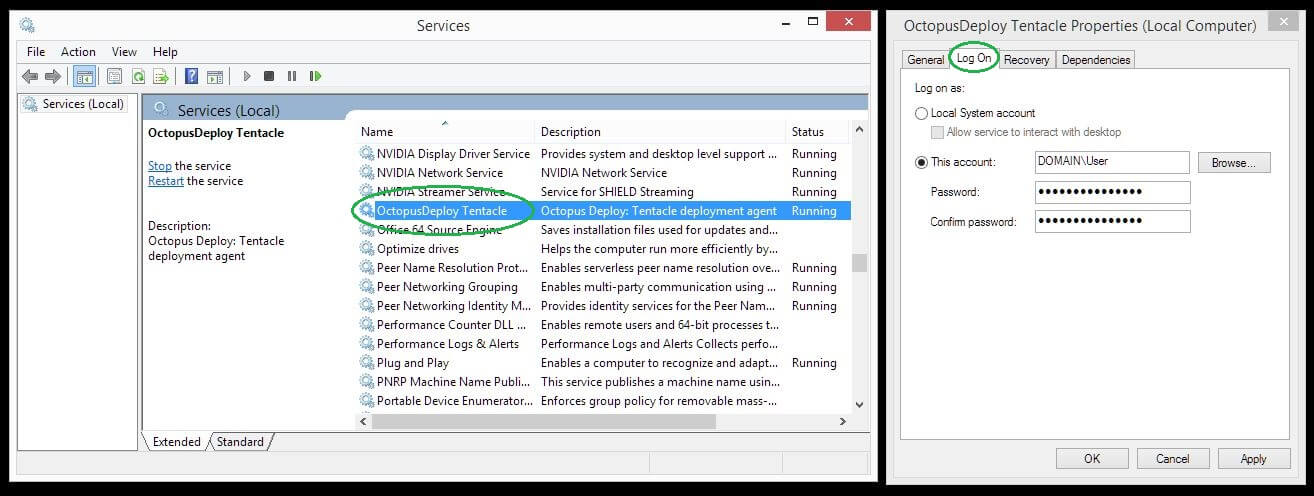 Services
File Action View Help
Services (Local)
Services (Local)
OctopusDeploy Tentacle
Stop the service
Restart the service
Description:
Octopus Deploy: Tentacle
deployment agent
Name Description Status
NVIDIA Display Driver Service Provides system and desktop level support ... Running
NVIDIA Network Service NVIDIA Network Service Running
NVIDIA Streamer Service Service for SHIELD Streaming Running
OctopusDeploy Tentacle Octopus Deploy: Tentacle deployment agent Running
Office 64 Source Engine Saves installation files used for updates and...
Optimize drives Helps the computer run more efficiently by...
Peer Name Resolution Prot... Enables serverless peer name resolution ove... Running
Peer Networking Grouping Enables multi-party communication using ... Running
Peer Networking Identity M... Provides identity services for the Peer Nam... Running
Performance Counter DLL ... Enables remote users and 64-bit processes t...
Performance Logs & Alerts Performance Logs and Alerts Collects perfo...
Plug and Play Enables a computer to recognize and adapt... Running
PNRP Machine Name Publi... This service publishes a machine name usin...
Portable Device Enumerator... Enforces group policy for removable mass-...
Extended Standard
OctopusDeploy Tentacle Properties (Local Computer)
General Log On Recovery Dependencies
Log on as:
Local System account
Allow service to interact with desktop
This account: DOMAIN\User Browse...
Password: ●●●●●●●●●●●●●●●
Confirm password: ●●●●●●●●●●●●●●●
OK Cancel Apply